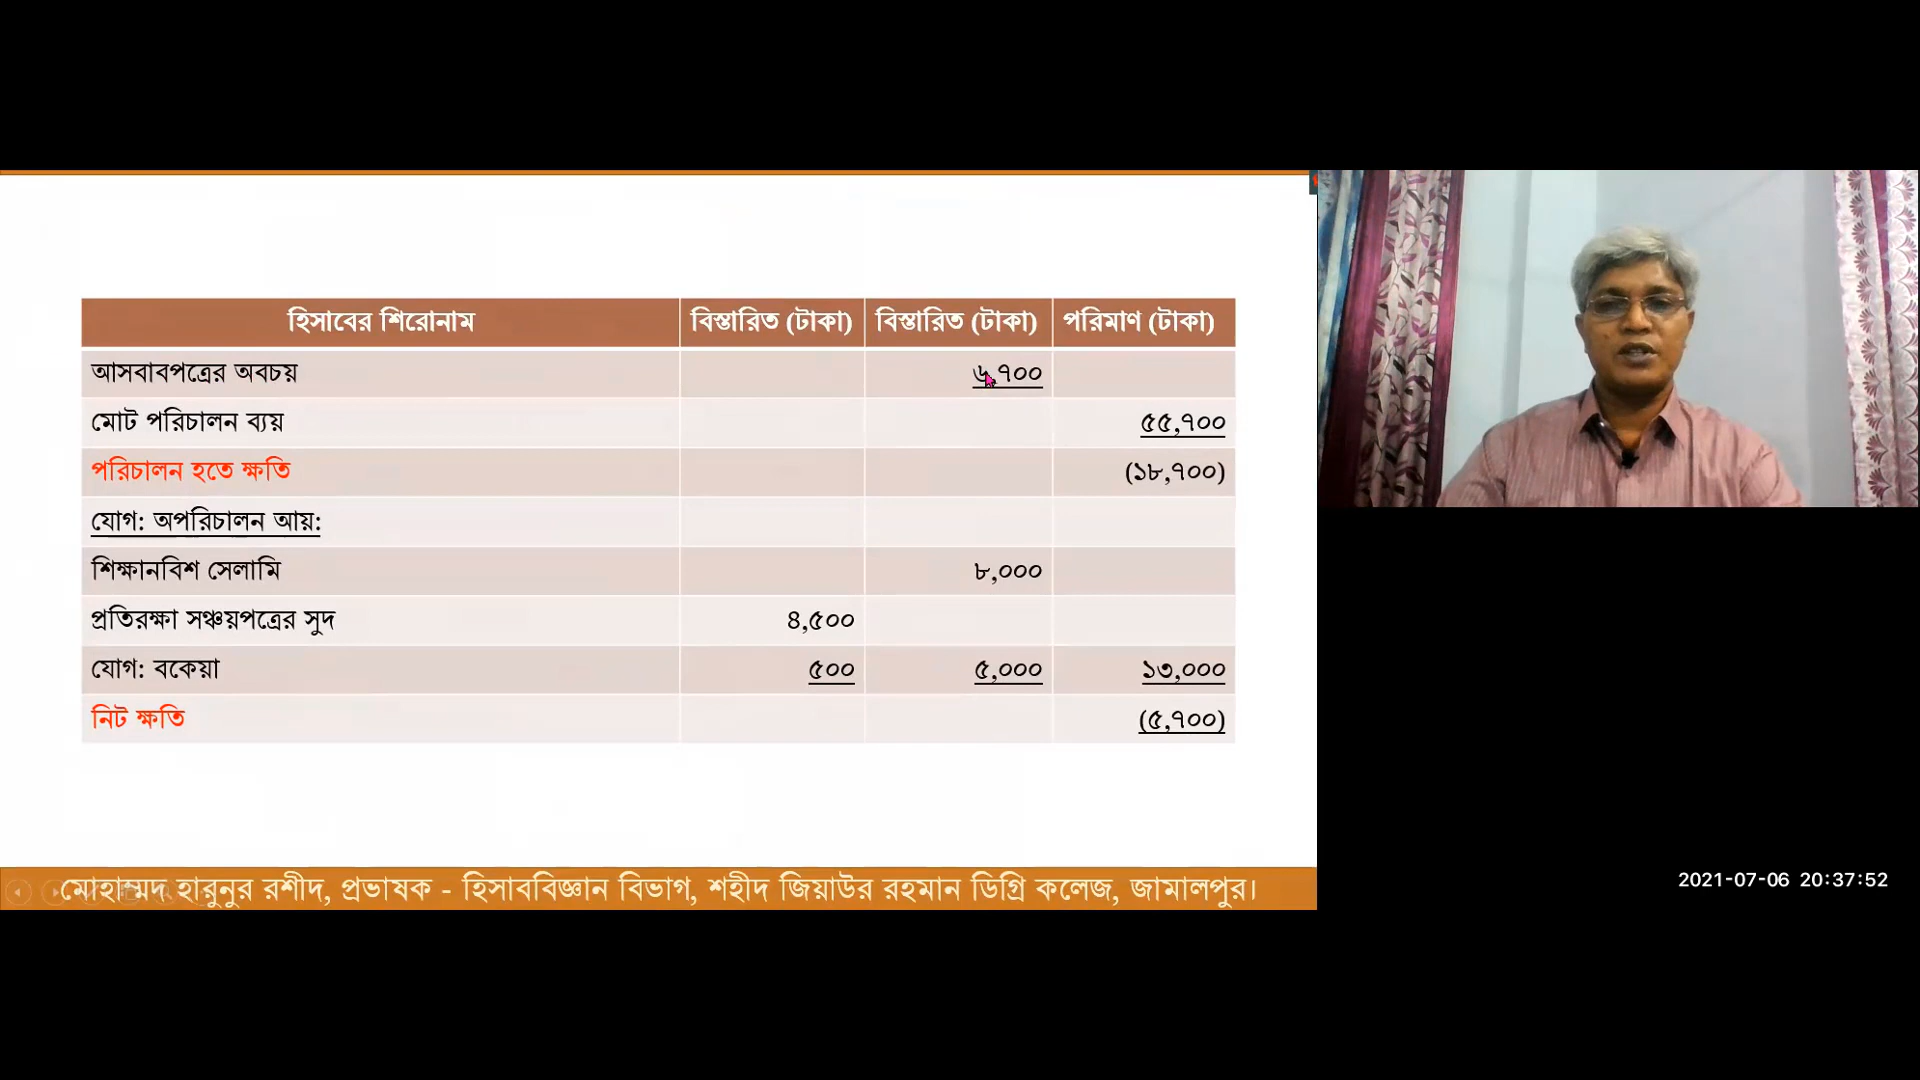 হিসাবের শিরোনাম বিস্তারিত (টাকা) বিস্তারিত (টাকা) পরিমাণ (টাকা)
আসবাবপত্রের অবচয় ৬,৭০০
মোট পরিচালন ব্যয় ৫৫,৭০০
পরিচালন হতে ক্ষতি (১৮,৭০০)
যোগ: অপরিচালন আয়:
শিক্ষানবিশ সেলামি ৮,০০০
প্রতিরক্ষা সঞ্চয়পত্রের সুদ ৪,৫০০
যোগ: বকেয়া ৫০০ ৫,০০০ ১৩,০০০
নিট ক্ষতি (৫,৭০০)
মোহাম্মদ হারুনুর রশীদ, প্রভাষক - হিসাববিজ্ঞান বিভাগ, শহীদ জিয়াউর রহমান ডিগ্রি কলেজ, জামালপুর।
2021-07-06 20:37:52